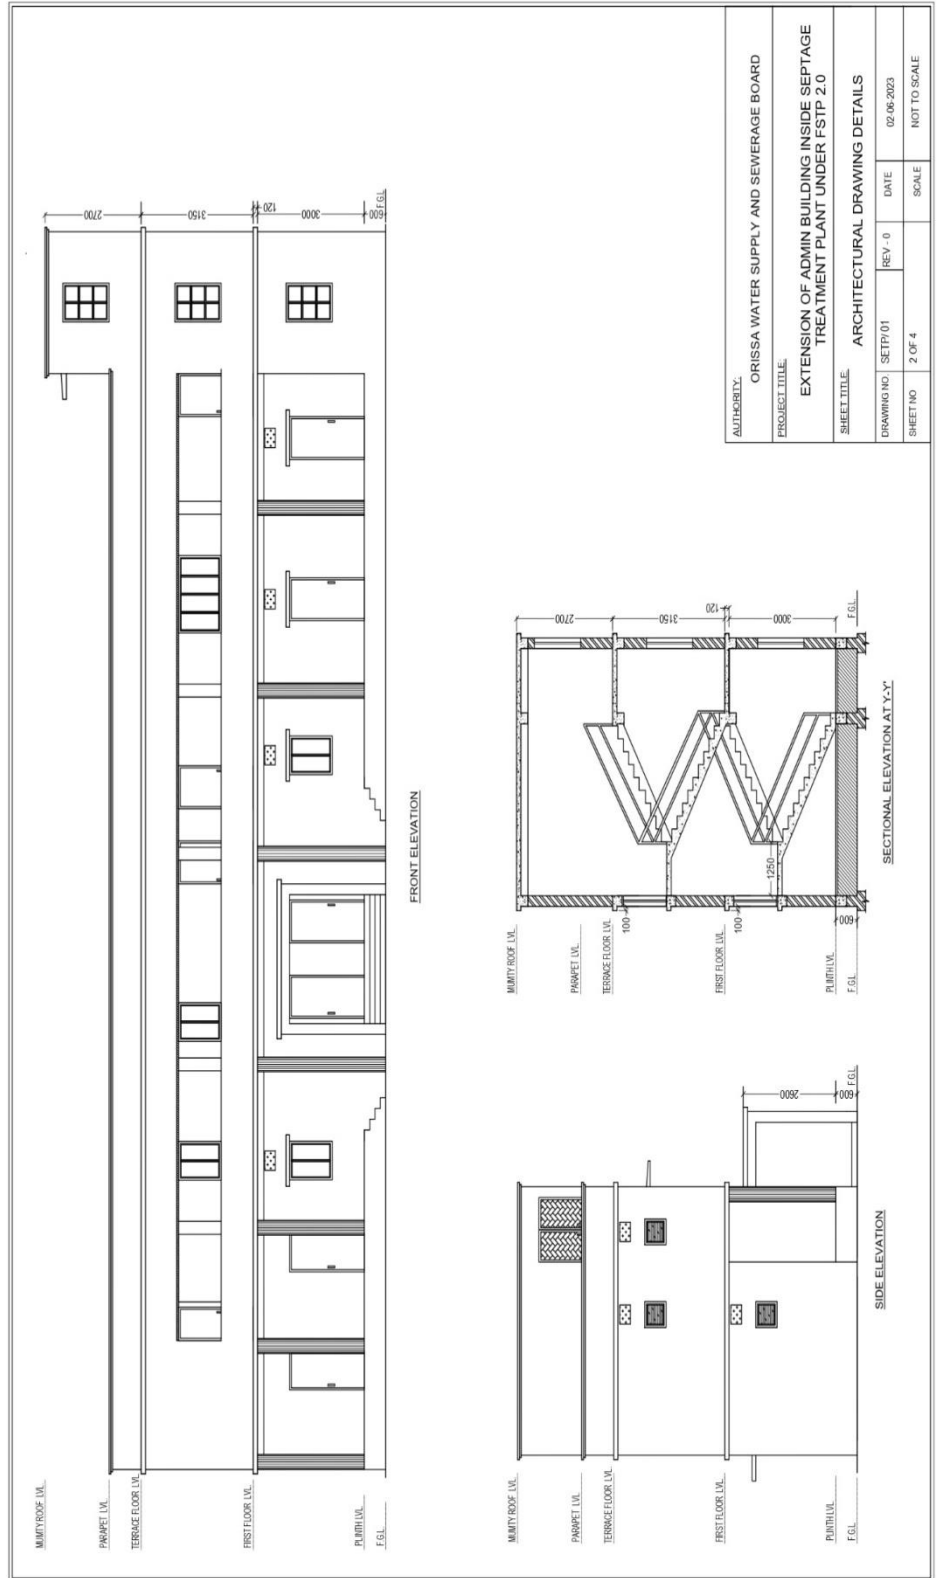 MUMTY ROOF LVL.
PARAPET LVL.
TERRACE FLOOR LVL.
FIRST FLOOR LVL.
PLINTH LVL.
F.G.L.
2700
3150
120
3000
600
F.G.L.
FRONT ELEVATION
MUMTY ROOF LVL.
PARAPET LVL.
TERRACE FLOOR LVL.
FIRST FLOOR LVL.
PLINTH LVL.
F.G.L.
2600
600
F.G.L.
SIDE ELEVATION
MUMTY ROOF LVL.
PARAPET LVL.
TERRACE FLOOR LVL.
FIRST FLOOR LVL.
PLINTH LVL.
F.G.L.
100
100
600
1250
2700
3150
120
3000
F.G.L.
SECTIONAL ELEVATION AT Y-Y'
AUTHORITY:
ORISSA WATER SUPPLY AND SEWERAGE BOARD
PROJECT TITLE:
EXTENSION OF ADMIN BUILDING INSIDE SEPTAGE
TREATMENT PLANT UNDER FSTP 2.0
SHEET TITLE
ARCHITECTURAL DRAWING DETAILS
DRAWING NO. SETP/ 01 REV - 0 DATE 02-06-2023
SHEET NO 2 OF 4 SCALE NOT TO SCALE